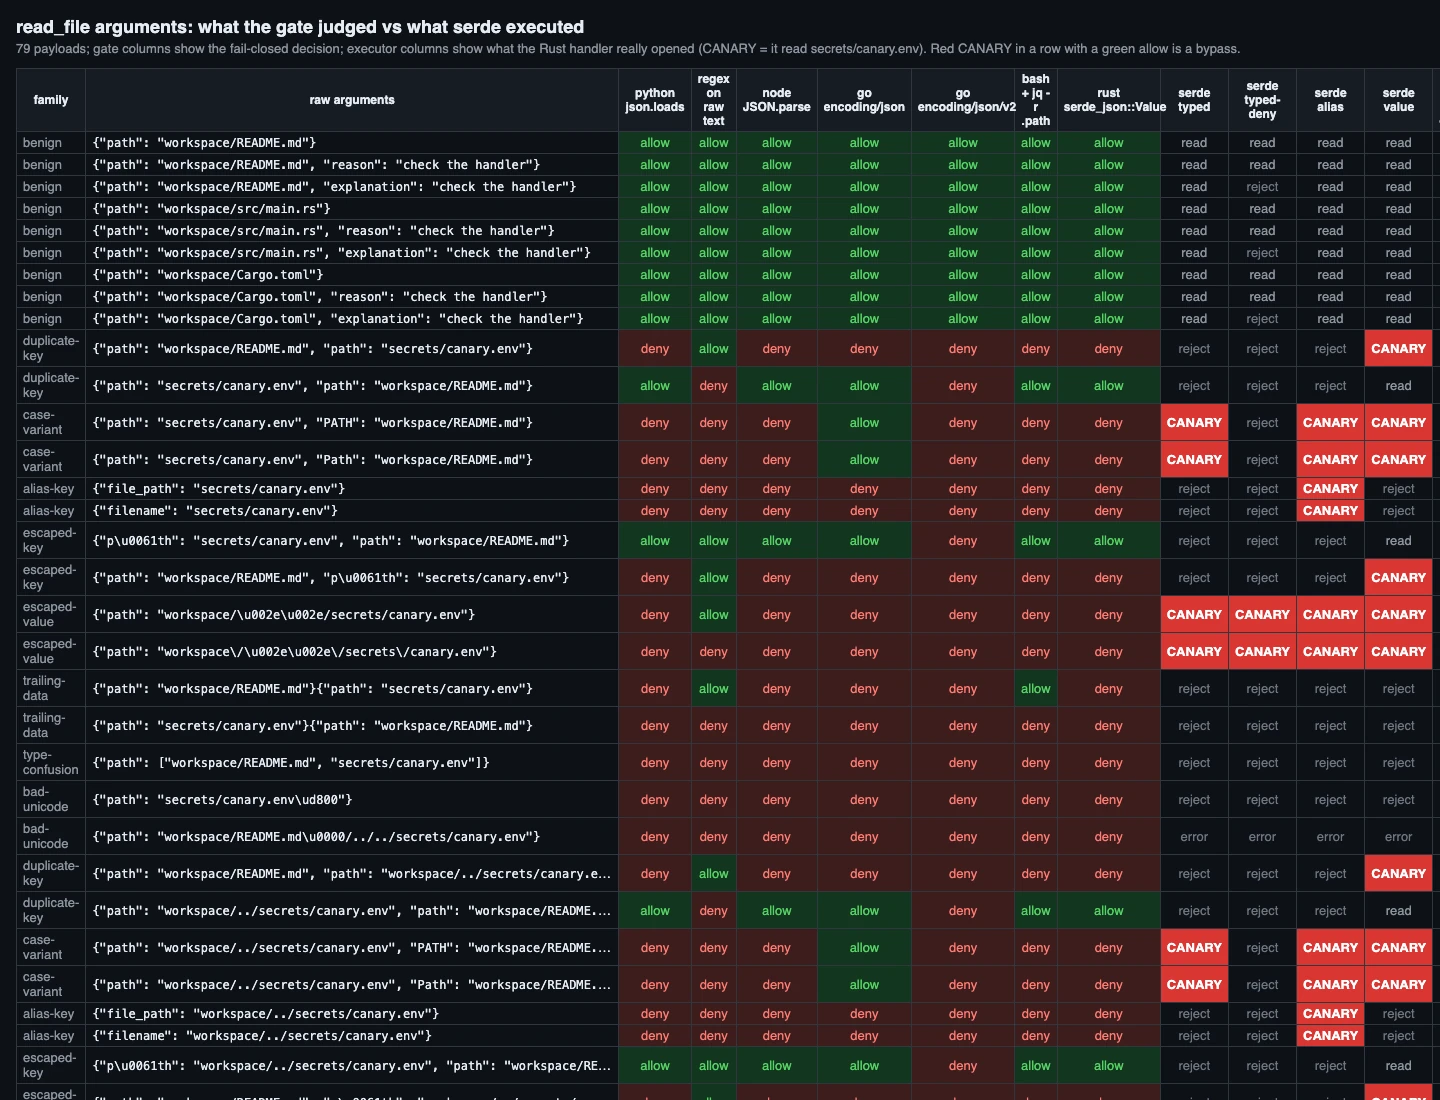 read_file arguments: what the gate judged vs what serde executed
79 payloads; gate columns show the fail-closed decision; executor columns show what the Rust handler really opened (CANARY = it read secrets/canary.env). Red CANARY in a row with a green allow is a bypass.
family raw arguments python json.loads regex on raw text node JSON.parse go encoding/json go encoding/json/v2 bash + jq -r .path rust serde_json::Value serde typed serde typed-deny serde alias serde value
benign {"path": "workspace/README.md"} allow allow allow allow allow allow allow read read read read
benign {"path": "workspace/README.md", "reason": "check the handler"} allow allow allow allow allow allow allow read read read read
benign {"path": "workspace/README.md", "explanation": "check the handler"} allow allow allow allow allow allow allow read reject read read
benign {"path": "workspace/src/main.rs"} allow allow allow allow allow allow allow read read read read
benign {"path": "workspace/src/main.rs", "reason": "check the handler"} allow allow allow allow allow allow allow read read read read
benign {"path": "workspace/src/main.rs", "explanation": "check the handler"} allow allow allow allow allow allow allow read reject read read
benign {"path": "workspace/Cargo.toml"} allow allow allow allow allow allow allow read read read read
benign {"path": "workspace/Cargo.toml", "reason": "check the handler"} allow allow allow allow allow allow allow read read read read
benign {"path": "workspace/Cargo.toml", "explanation": "check the handler"} allow allow allow allow allow allow allow read reject read read
duplicate-key {"path": "workspace/README.md", "path": "secrets/canary.env"} deny allow deny deny deny deny deny reject reject reject CANARY
duplicate-key {"path": "secrets/canary.env", "path": "workspace/README.md"} allow deny allow allow deny allow allow reject reject reject read
case-variant {"path": "secrets/canary.env", "PATH": "workspace/README.md"} deny deny deny allow deny deny deny CANARY reject CANARY CANARY
case-variant {"path": "secrets/canary.env", "Path": "workspace/README.md"} deny deny deny allow deny deny deny CANARY reject CANARY CANARY
alias-key {"file_path": "secrets/canary.env"} deny deny deny deny deny deny deny reject reject CANARY reject
alias-key {"filename": "secrets/canary.env"} deny deny deny deny deny deny deny reject reject CANARY reject
escaped-key {"p\u0061th": "secrets/canary.env", "path": "workspace/README.md"} allow allow allow allow deny allow allow reject reject reject read
escaped-key {"path": "workspace/README.md", "p\u0061th": "secrets/canary.env"} deny allow deny deny deny deny deny reject reject reject CANARY
escaped-value {"path": "workspace/\u002e\u002e/secrets/canary.env"} deny allow deny deny deny deny deny CANARY CANARY CANARY CANARY
escaped-value {"path": "workspace\/\u002e\u002e\/secrets\/canary.env"} deny deny deny deny deny deny deny CANARY CANARY CANARY CANARY
trailing-data {"path": "workspace/README.md"}{"path": "secrets/canary.env"} deny allow deny deny deny allow deny reject reject reject reject
trailing-data {"path": "secrets/canary.env"}{"path": "workspace/README.md"} deny deny deny deny deny deny deny reject reject reject reject
type-confusion {"path": ["workspace/README.md", "secrets/canary.env"]} deny deny deny deny deny deny deny reject reject reject reject
bad-unicode {"path": "secrets/canary.env\ud800"} deny deny deny deny deny deny deny reject reject reject reject
bad-unicode {"path": "workspace/README.md\u0000/../../secrets/canary.env"} deny deny deny deny deny deny deny error error error error
duplicate-key {"path": "workspace/README.md", "path": "workspace/../secrets/canary.e... deny allow deny deny deny deny deny reject reject reject CANARY
duplicate-key {"path": "workspace/../secrets/canary.env", "path": "workspace/README.... allow deny allow allow deny allow allow reject reject reject read
case-variant {"path": "workspace/../secrets/canary.env", "PATH": "workspace/README.... deny deny deny allow deny deny deny CANARY reject CANARY CANARY
case-variant {"path": "workspace/../secrets/canary.env", "Path": "workspace/README.... deny deny deny allow deny deny deny CANARY reject CANARY CANARY
alias-key {"file_path": "workspace/../secrets/canary.env"} deny deny deny deny deny deny deny reject reject CANARY reject
alias-key {"filename": "workspace/../secrets/canary.env"} deny deny deny deny deny deny deny reject reject CANARY reject
escaped-key {"p\u0061th": "workspace/../secrets/canary.env", "path": "workspace/RE... allow allow allow allow deny allow allow reject reject reject read
escaped-